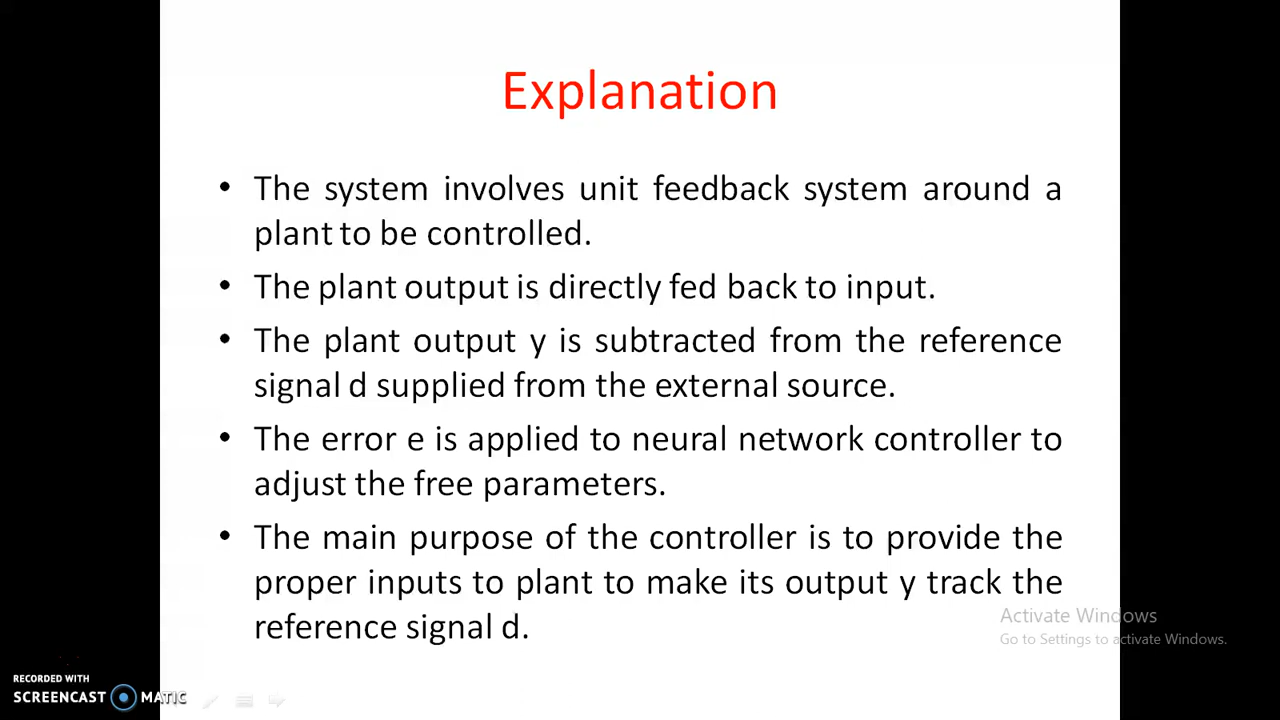 Explanation
• The system involves unit feedback system around a
plant to be controlled.
• The plant output is directly fed back to input.
• The plant output y is subtracted from the reference
signal d supplied from the external source.
• The error e is applied to neural network controller to
adjust the free parameters.
• The main purpose of the controller is to provide the
proper inputs to plant to make its output y track the
reference signal d.
Activate Windows
Go to Settings to activate Windows.
RECORDED WITH
SCREENCAST MATIC